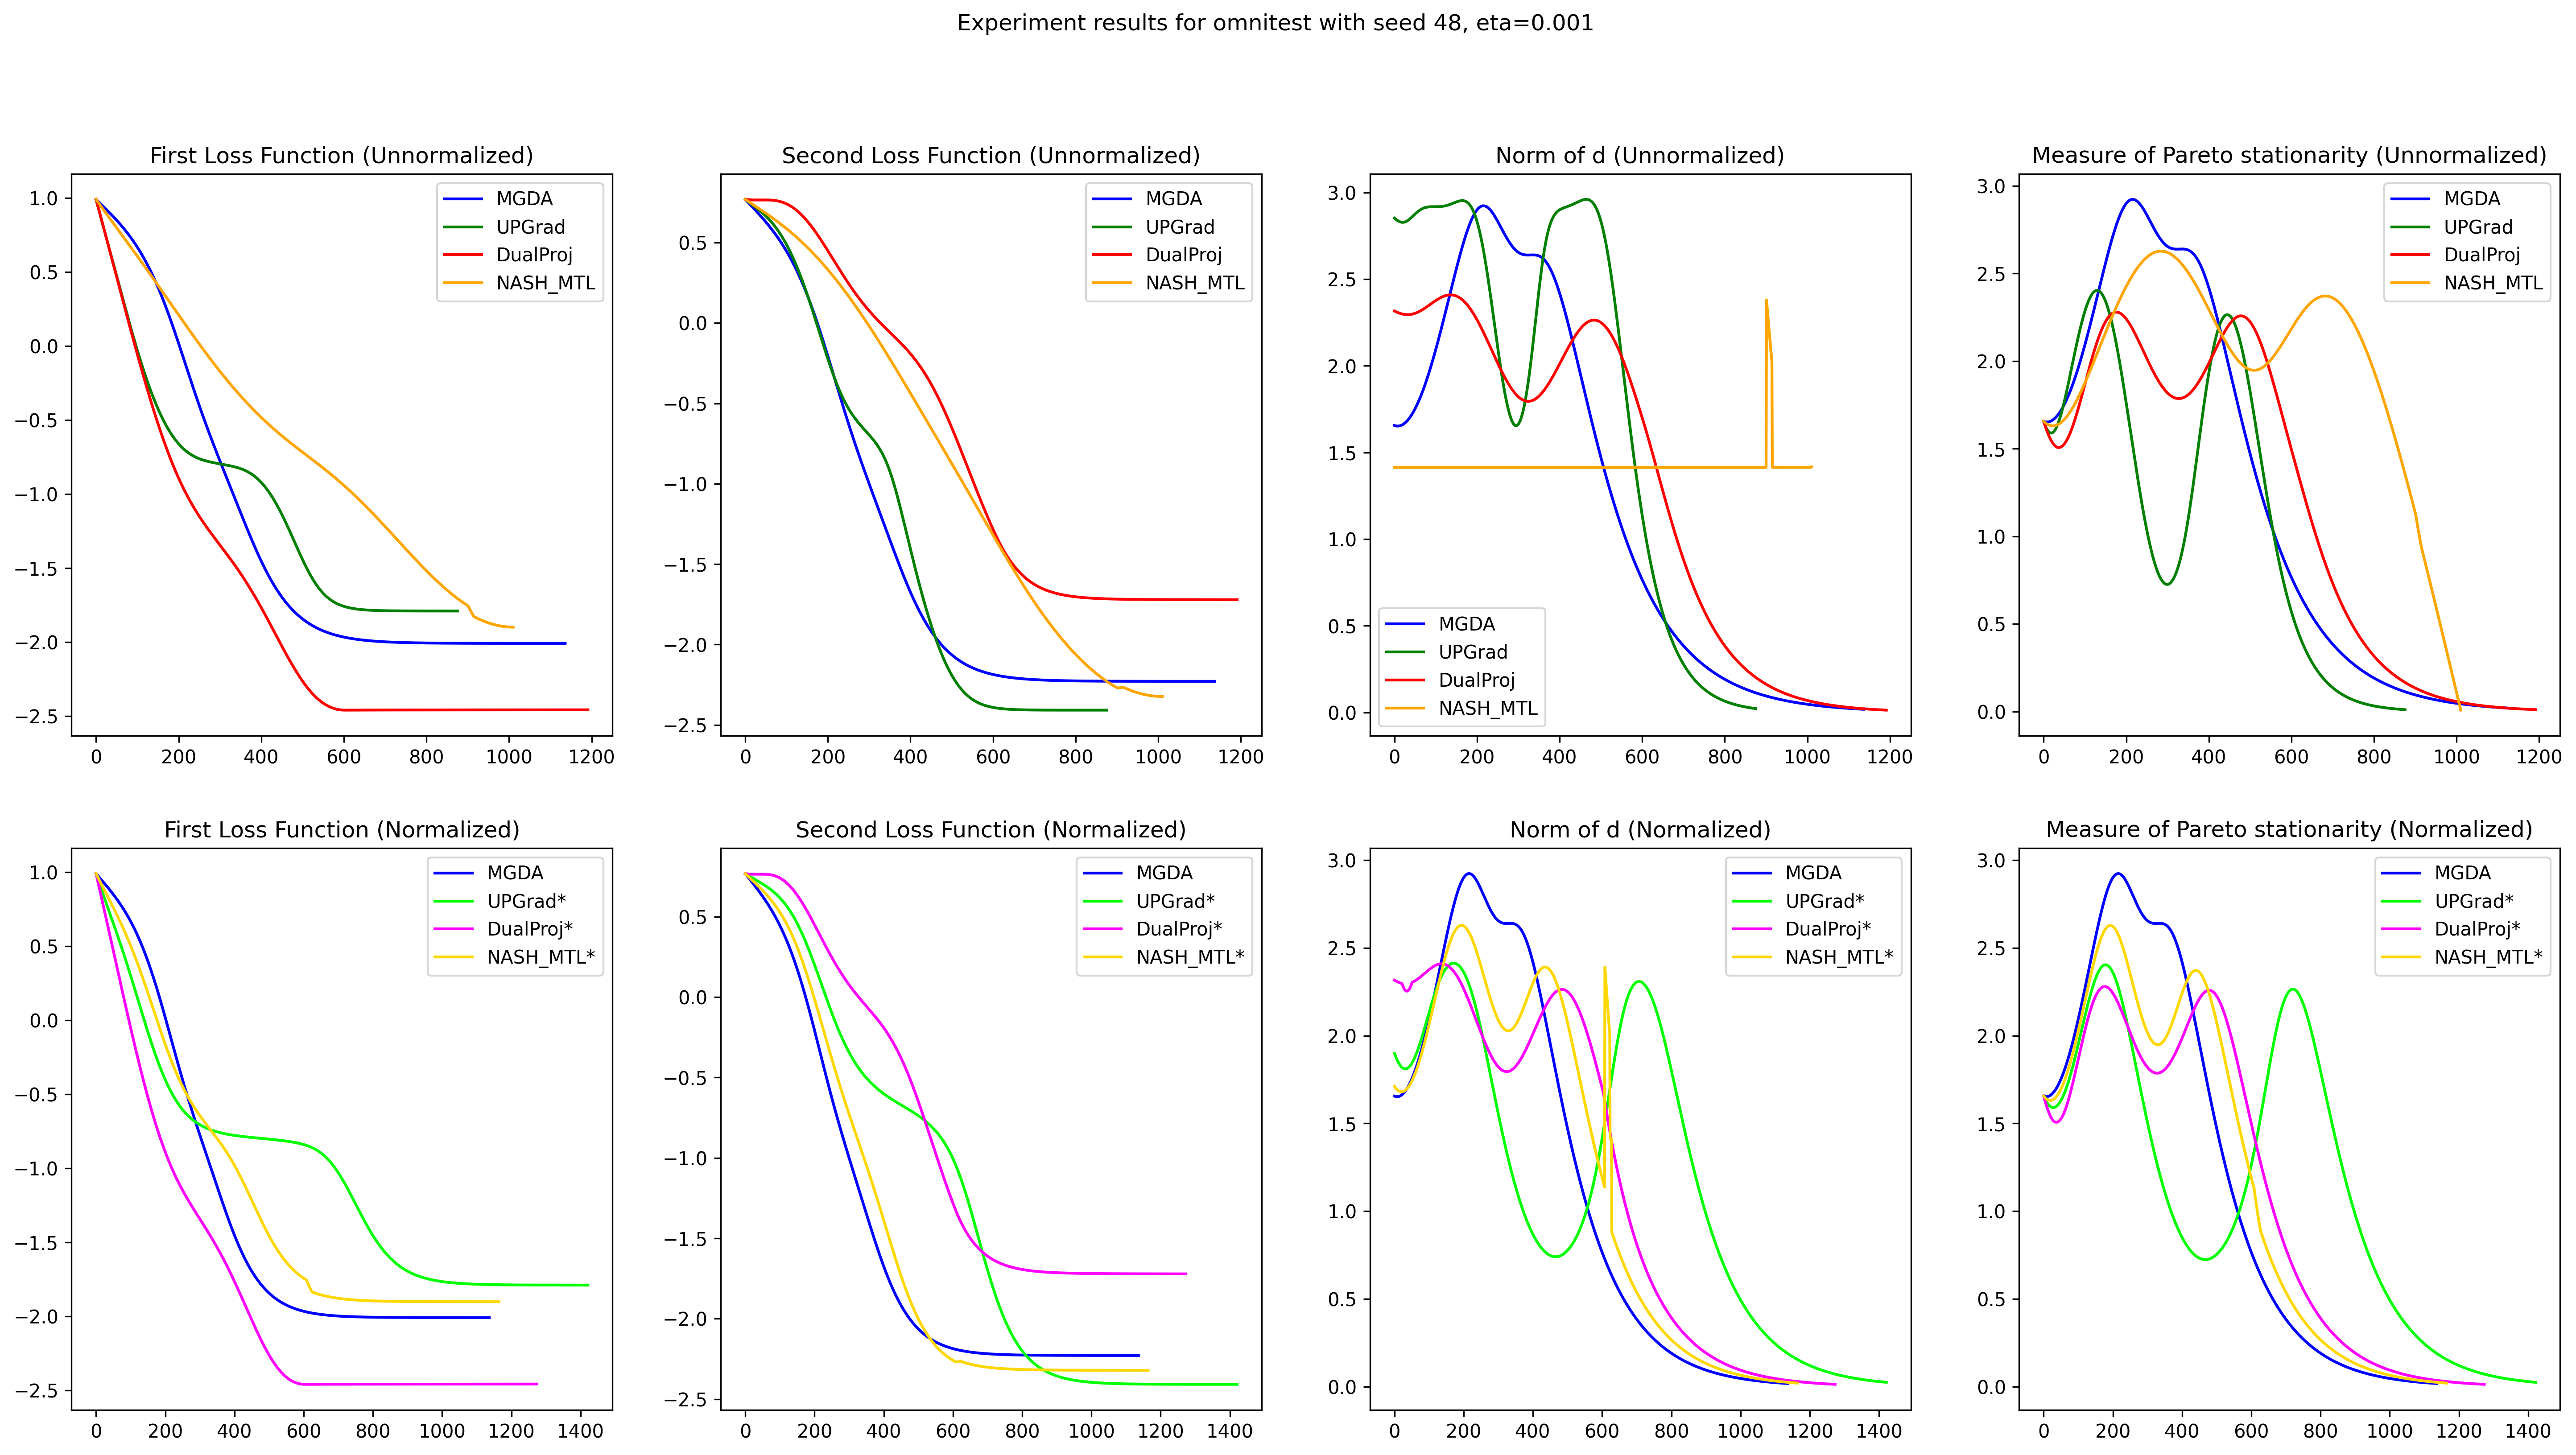 Experiment results for omnitest with seed 48, eta=0.001
First Loss Function (Unnormalized)
1.0
0.5
0.0
−0.5
−1.0
−1.5
−2.0
−2.5
0 200 400 600 800 1000 1200
MGDA
UPGrad
DualProj
NASH_MTL
Second Loss Function (Unnormalized)
0.5
0.0
−0.5
−1.0
−1.5
−2.0
−2.5
0 200 400 600 800 1000 1200
MGDA
UPGrad
DualProj
NASH_MTL
Norm of d (Unnormalized)
3.0
2.5
2.0
1.5
1.0
0.5
0.0
0 200 400 600 800 1000 1200
MGDA
UPGrad
DualProj
NASH_MTL
Measure of Pareto stationarity (Unnormalized)
3.0
2.5
2.0
1.5
1.0
0.5
0.0
0 200 400 600 800 1000 1200
MGDA
UPGrad
DualProj
NASH_MTL
First Loss Function (Normalized)
1.0
0.5
0.0
−0.5
−1.0
−1.5
−2.0
−2.5
0 200 400 600 800 1000 1200 1400
MGDA
UPGrad*
DualProj*
NASH_MTL*
Second Loss Function (Normalized)
0.5
0.0
−0.5
−1.0
−1.5
−2.0
−2.5
0 200 400 600 800 1000 1200 1400
MGDA
UPGrad*
DualProj*
NASH_MTL*
Norm of d (Normalized)
3.0
2.5
2.0
1.5
1.0
0.5
0.0
0 200 400 600 800 1000 1200 1400
MGDA
UPGrad*
DualProj*
NASH_MTL*
Measure of Pareto stationarity (Normalized)
3.0
2.5
2.0
1.5
1.0
0.5
0.0
0 200 400 600 800 1000 1200 1400
MGDA
UPGrad*
DualProj*
NASH_MTL*